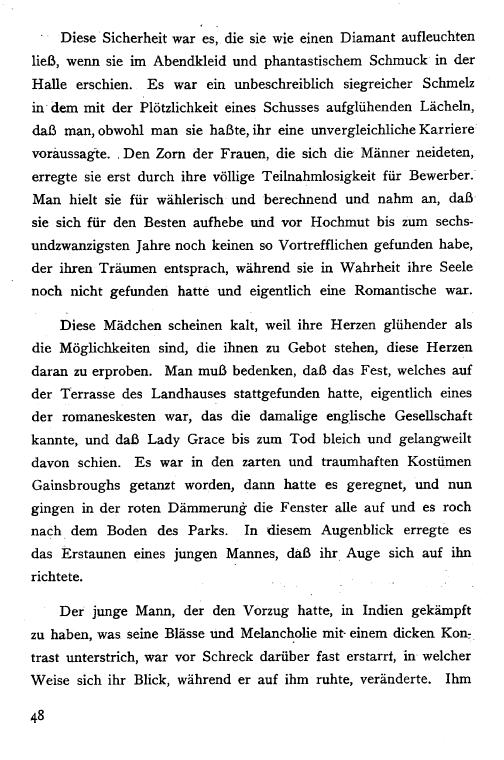 Diese Sicherheit war es, die sie wie einen Diamant aufleuchten
ließ, wenn sie im Abendkleid und phantastischem Schmuck in der
Halle erschien. Es war ein unbeschreiblich siegreicher Schmelz
in dem mit der Plötzlichkeit eines Schusses aufglühenden Lächeln,
daß man, obwohl man sie haßte, ihr eine unvergleichliche Karriere
voraussagte. Den Zorn der Frauen, die sich die Männer neideten,
erregte sie erst durch ihre völlige Teilnahmlosigkeit für Bewerber.
Man hielt sie für wählerisch und berechnend und nahm an, daß
sie sich für den Besten aufhebe und vor Hochmut bis zum sechs-
undzwanzigsten Jahre noch keinen so Vortrefflichen gefunden habe,
der ihren Träumen entsprach, während sie in Wahrheit ihre Seele
noch nicht gefunden hatte und eigentlich eine Romantische war.
Diese Mädchen scheinen kalt, weil ihre Herzen glühender als
die Möglichkeiten sind, die ihnen zu Gebot stehen, diese Herzen
daran zu erproben. Man muß bedenken, daß das Fest, welches auf
der Terrasse des Landhauses stattgefunden hatte, eigentlich eines
der romaneskesten war, das die damalige englische Gesellschaft
kannte, und daß Lady Grace bis zum Tod bleich und gelangweilt
davon schien. Es war in den zarten und traumhaften Kostümen
Gainsbroughs getanzt worden, dann hatte es geregnet, und nun
gingen in der roten Dämmerung die Fenster alle auf und es roch
nach dem Boden des Parks. In diesem Augenblick erregte es
das Erstaunen eines jungen Mannes, daß ihr Auge sich auf ihn
richtete.
Der junge Mann, der den Vorzug hatte, in Indien gekämpft
zu haben, was seine Blässe und Melancholie mit einem dicken Kon-
trast unterstrich, war vor Schreck darüber fast erstarrt, in welcher
Weise sich ihr Blick, während er auf ihm ruhte, veränderte. Ihm
48